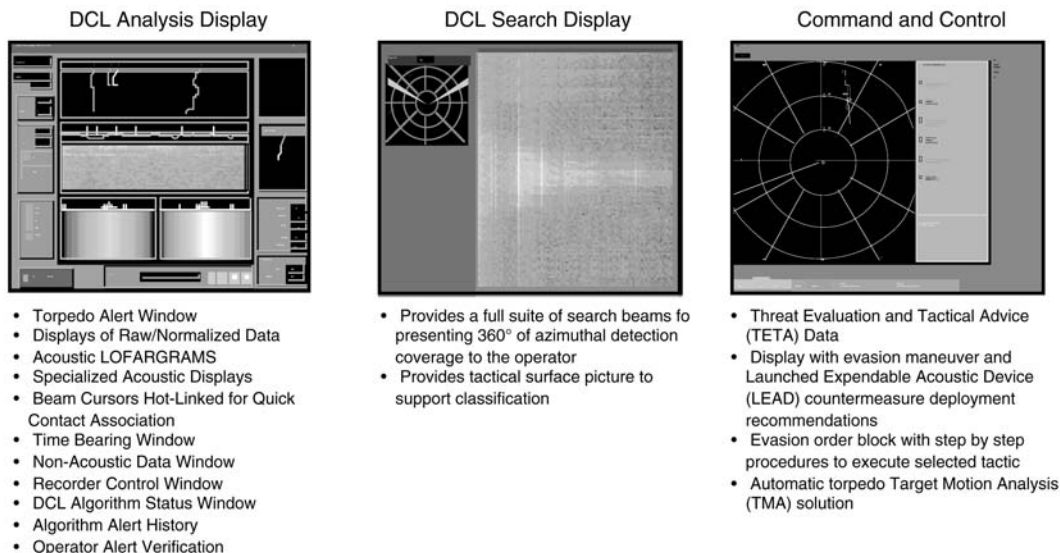 DCL Analysis Display
• Torpedo Alert Window
• Displays of Raw/Normalized Data
• Acoustic LOFARGRAMS
• Specialized Acoustic Displays
• Beam Cursors Hot-Linked for Quick
Contact Association
• Time Bearing Window
• Non-Acoustic Data Window
• Recorder Control Window
• DCL Algorithm Status Window
• Algorithm Alert History
• Operator Alert Verification
DCL Search Display
• Provides a full suite of search beams fo
presenting 360° of azimuthal detection
coverage to the operator
• Provides tactical surface picture to
support classification
Command and Control
• Threat Evaluation and Tactical Advice
(TETA) Data
• Display with evasion maneuver and
Launched Expendable Acoustic Device
(LEAD) countermeasure deployment
recommendations
• Evasion order block with step by step
procedures to execute selected tactic
• Automatic torpedo Target Motion Analysis
(TMA) solution